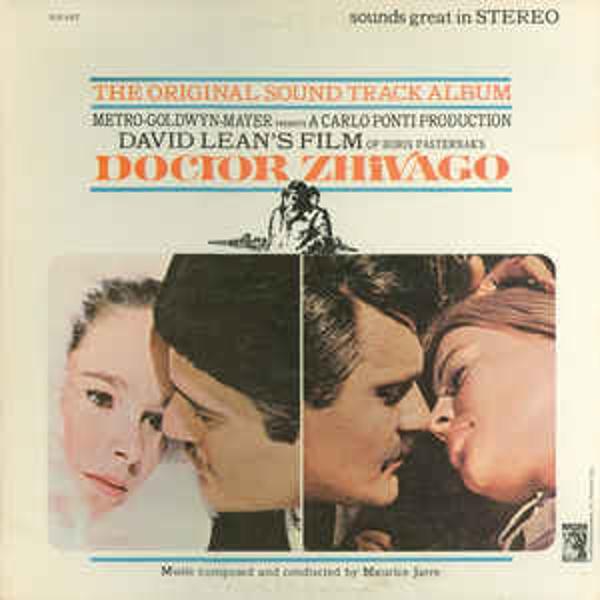 sounds great in STEREO
THE ORIGINAL SOUND TRACK ALBUM
METRO-GOLDWYN-MAYER PRESENTS A CARLO PONTI PRODUCTION
DAVID LEAN'S FILM OF BORIS PASTERNAK'S
DOCTOR ZHiVAGO
Music composed and conducted by Maurice Jarre